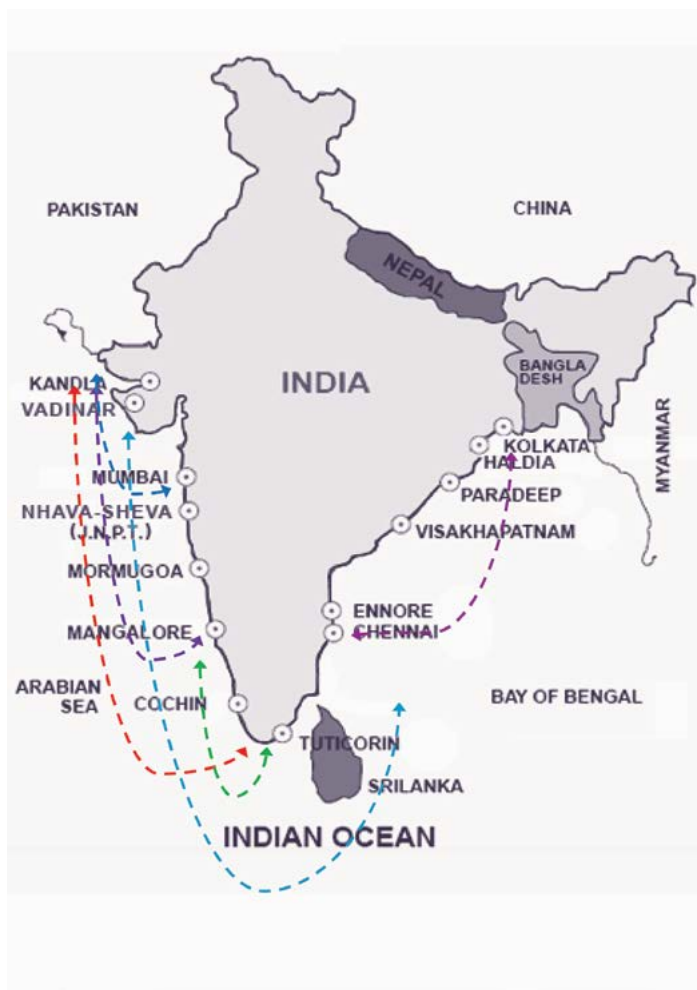 PAKISTAN
CHINA
NEPAL
INDIA
BANGLA
DESH
KANDLA
VADINAR
MYANMAR
KOLKATA
HALDIA
MUMBAI
PARADEEP
NHAVA-SHEVA
(J.N.P.T.)
VISAKHAPATNAM
MORMUGOA
ENNORE
CHENNAI
MANGALORE
ARABIAN
SEA
COCHIN
BAY OF BENGAL
TUTICORIN
SRILANKA
INDIAN OCEAN